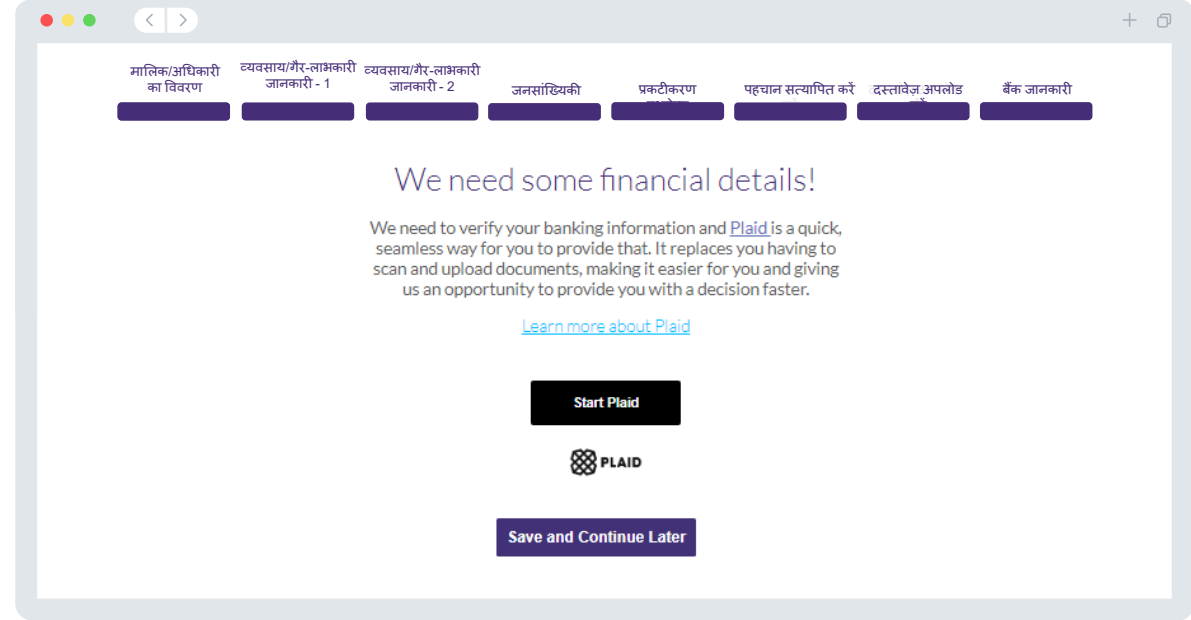 मालिक/अधिकारी
का विवरण
व्यवसाय/गैर-लाभकारी
जानकारी - 1
व्यवसाय/गैर-लाभकारी
जानकारी - 2
जनसांख्यिकी
प्रकटीकरण
पहचान सत्यापित करें
दस्तावेज़ अपलोड
बैंक जानकारी
We need some financial details!
We need to verify your banking information and Plaid is a quick,
seamless way for you to provide that. It replaces you having to
scan and upload documents, making it easier for you and giving
us an opportunity to provide you with a decision faster.
Learn more about Plaid
Start Plaid
PLAID
Save and Continue Later